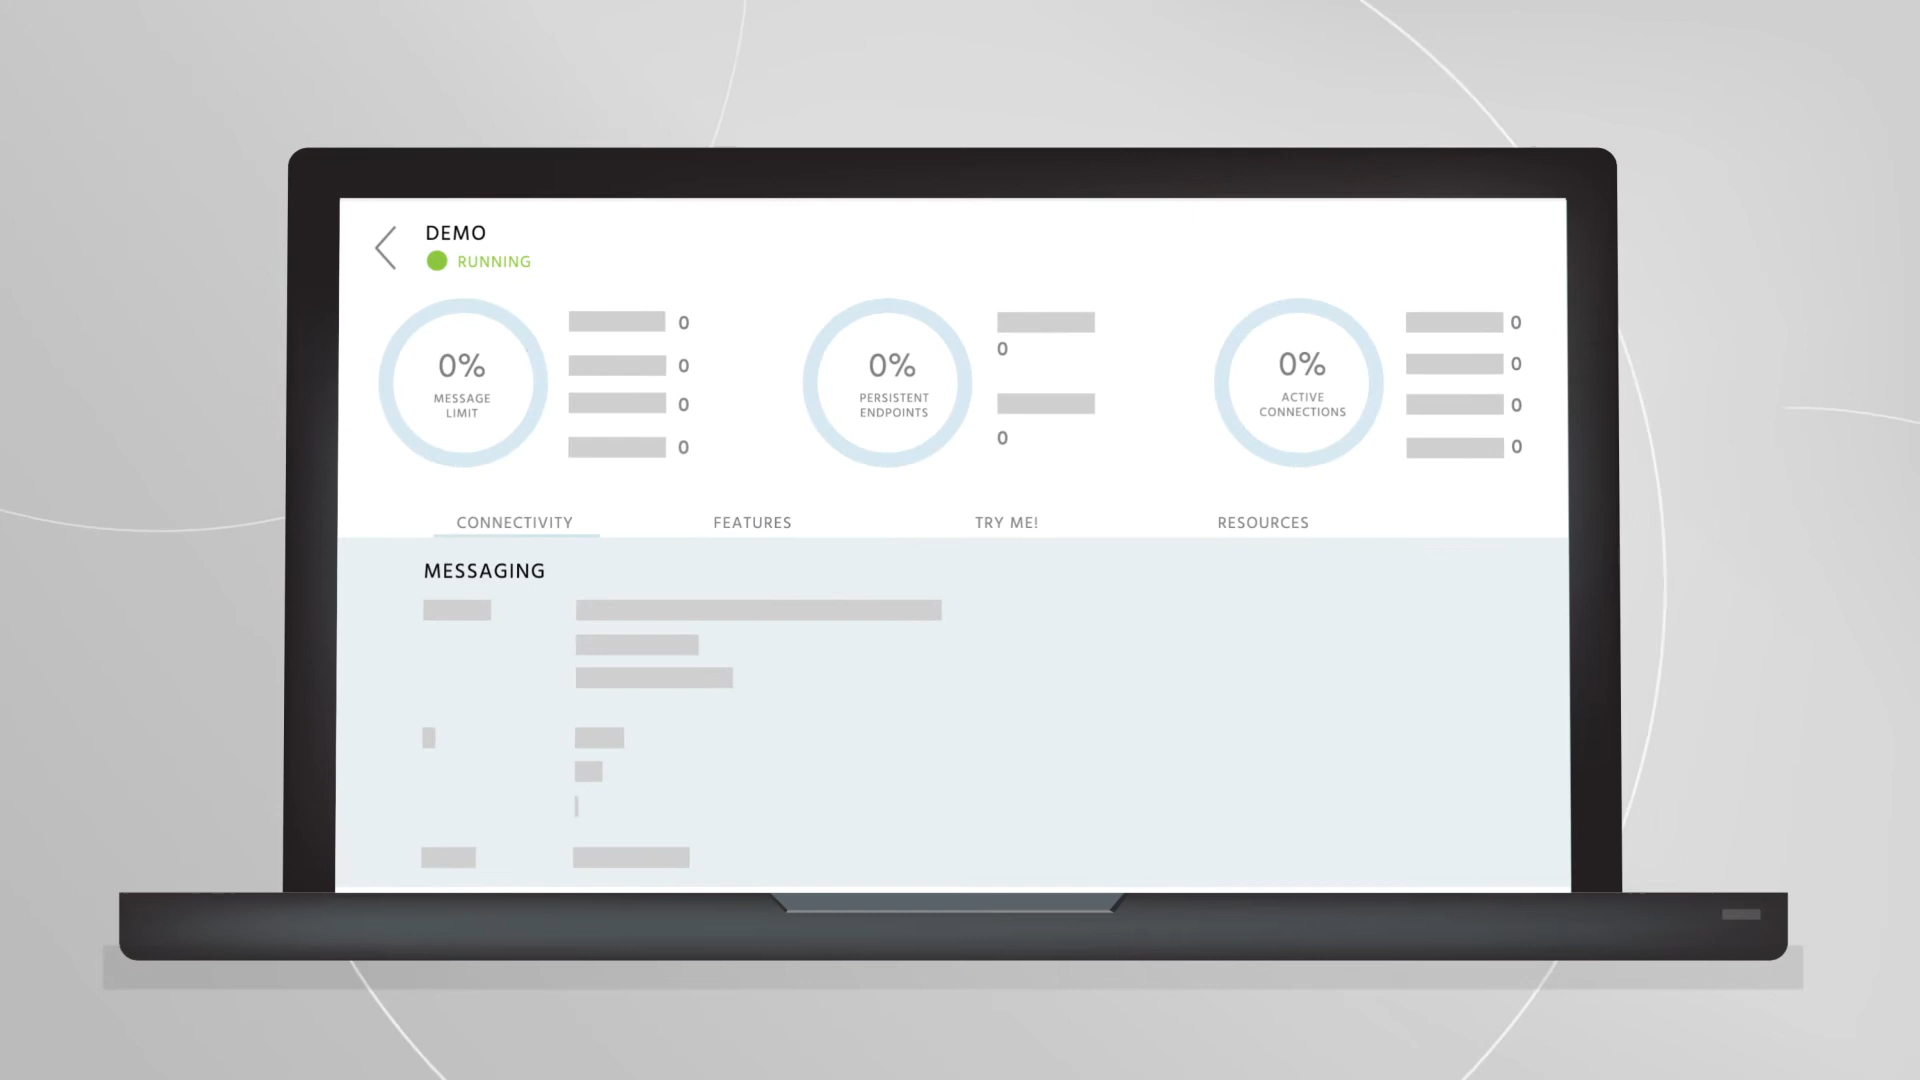 DEMO
RUNNING
0%
MESSAGE
LIMIT
0
0
0
0
0%
PERSISTENT
ENDPOINTS
0
0
0%
ACTIVE
CONNECTIONS
0
0
0
0
CONNECTIVITY FEATURES TRY ME! RESOURCES
MESSAGING